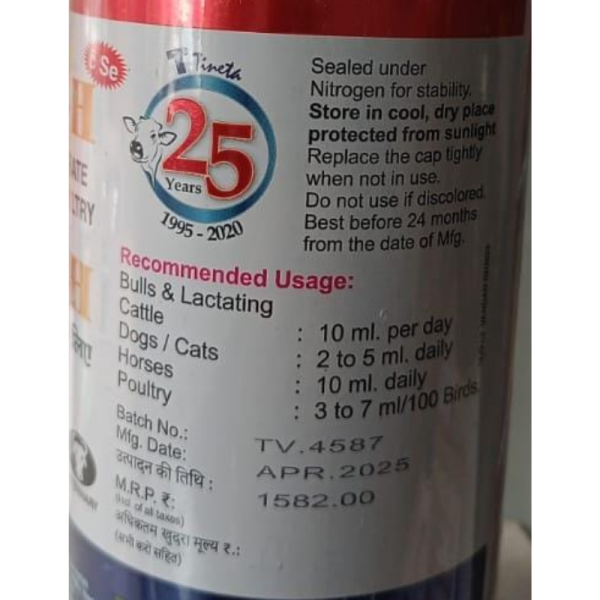 Se
H
ATE
LTRY
H
Tineta
25
Years
1995 - 2020
Sealed under
Nitrogen for stability.
Store in cool, dry place
protected from sunlight
Replace the cap tightly
when not in use.
Do not use if discolored.
Best before 24 months
from the date of Mfg.
Recommended Usage:
Bulls & Lactating
Cattle : 10 ml. per day
Dogs / Cats : 2 to 5 ml. daily
Horses : 10 ml. daily
Poultry : 3 to 7 ml/100 Birds
Batch No.: TV.4587
Mfg. Date: APR.2025
उत्पादन की तिथि :
M.R.P. ₹: 1582.00
(Incl. of all taxes)
अधिकतम खुदरा मूल्य र.:
(सभी करों सहित)